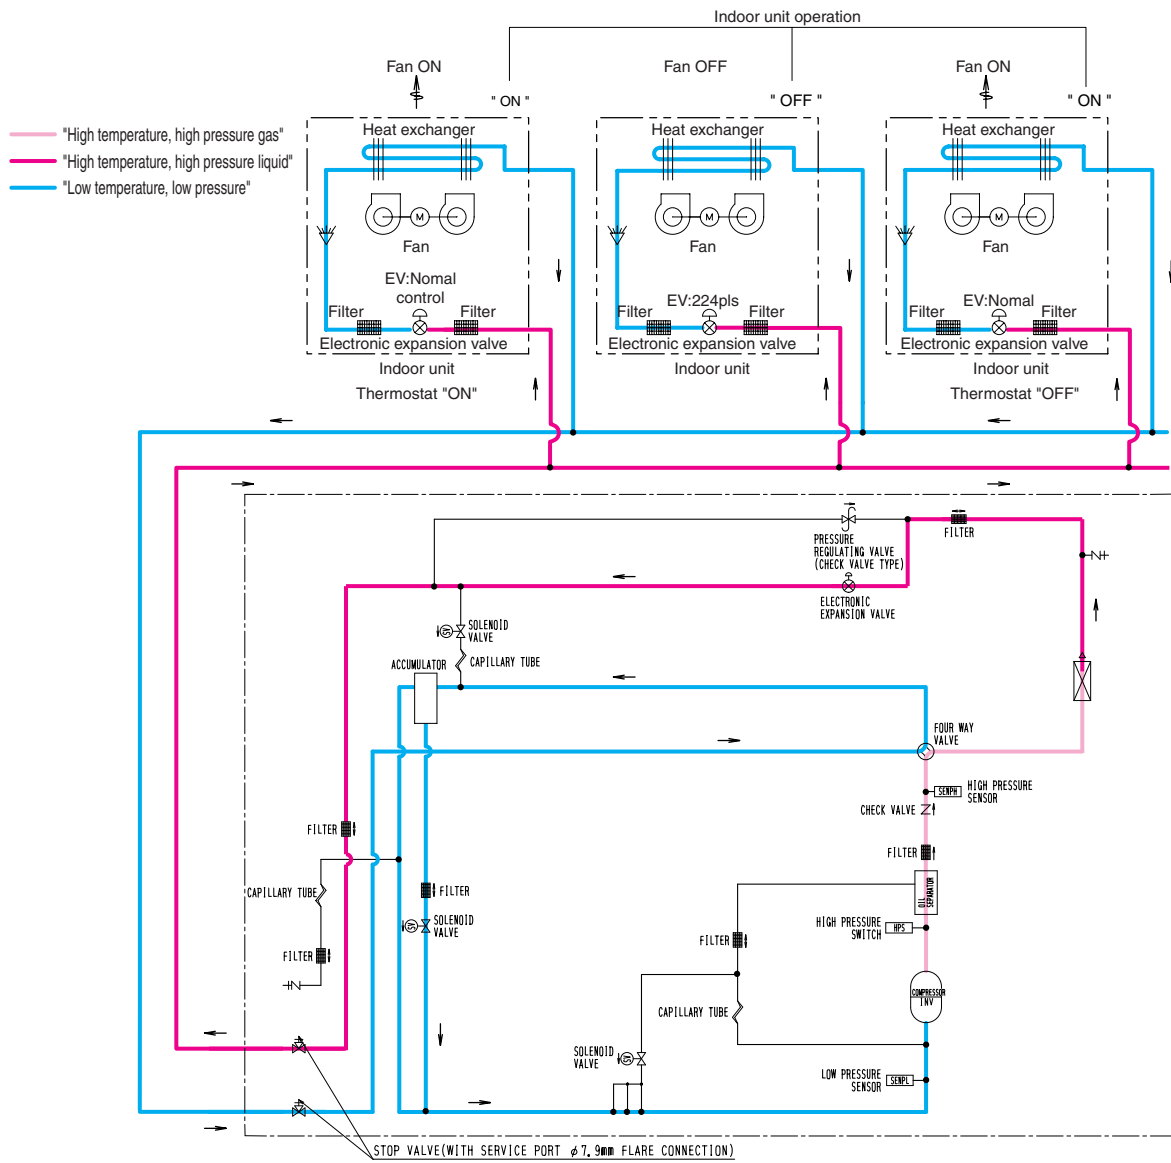 Indoor unit operation
Fan ON
" ON "
Fan OFF
" OFF "
Fan ON
" ON "
"High temperature, high pressure gas"
"High temperature, high pressure liquid"
"Low temperature, low pressure"
Heat exchanger
M
Fan
EV:Nomal
control
Filter
Filter
Electronic expansion valve
Indoor unit
Thermostat "ON"
Heat exchanger
M
Fan
EV:224pls
Filter
Filter
Electronic expansion valve
Indoor unit
Heat exchanger
M
Fan
EV:Nomal
Filter
Filter
Electronic expansion valve
Indoor unit
Thermostat "OFF"
PRESSURE
REGULATING VALVE
(CHECK VALVE TYPE)
FILTER
ELECTRONIC
EXPANSION VALVE
SV
SOLENOID
VALVE
CAPILLARY TUBE
ACCUMULATOR
FOUR WAY
VALVE
SENPH
HIGH PRESSURE
SENSOR
CHECK VALVE
FILTER
FILTER
CAPILLARY TUBE
FILTER
FILTER
SV
SOLENOID
VALVE
OIL
SEPARATOR
HIGH PRESSURE
SWITCH
HPS
FILTER
COMPRESSOR
INV
CAPILLARY TUBE
SOLENOID
VALVE
SV
LOW PRESSURE
SENSOR
SENPL
STOP VALVE(WITH SERVICE PORT φ7.9mm FLARE CONNECTION)